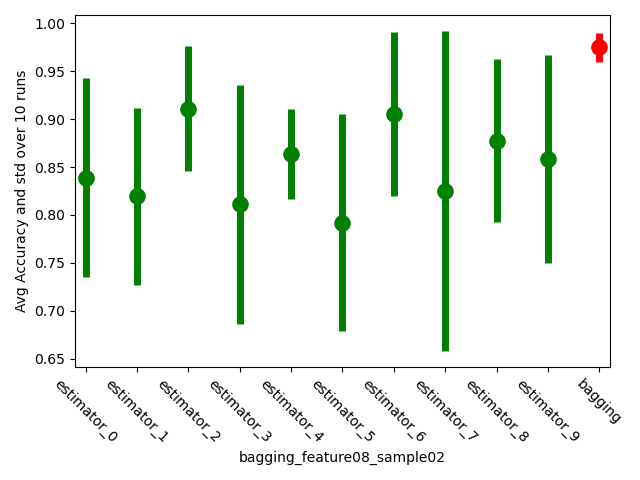 1.00
0.95
0.90
0.85
0.80
0.75
0.70
0.65
Avg Accuracy and std over 10 runs
estimator_0
estimator_1
estimator_2
estimator_3
estimator_4
estimator_5
estimator_6
estimator_7
estimator_8
estimator_9
bagging
bagging_feature08_sample02